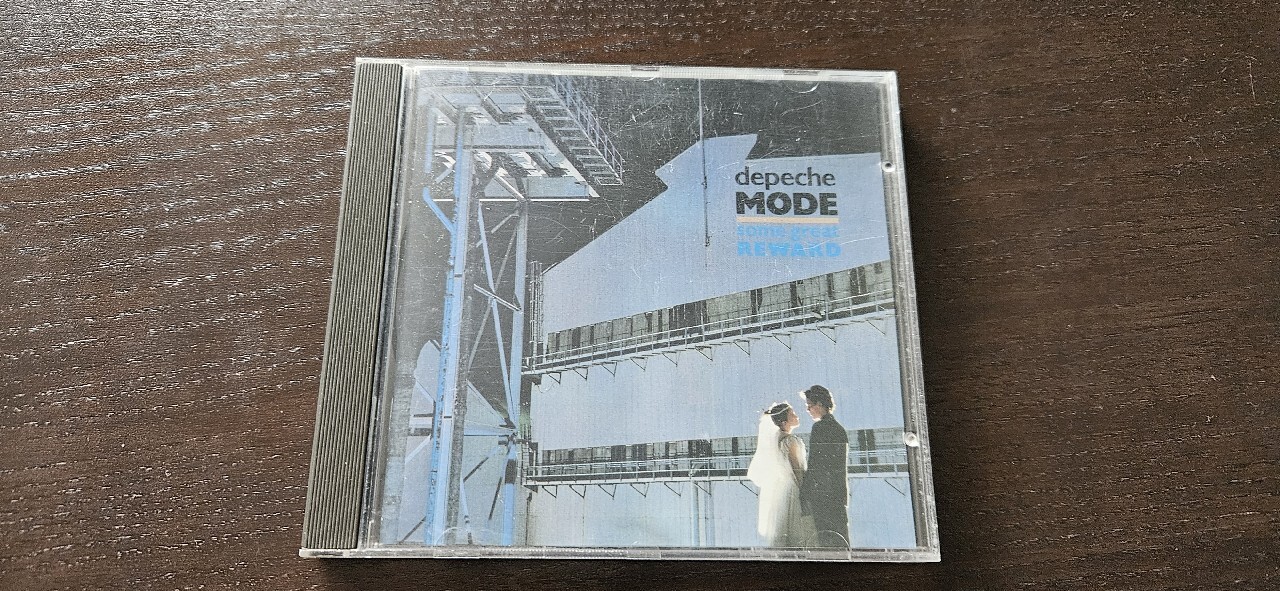 depeche
MODE
some great
REWARD